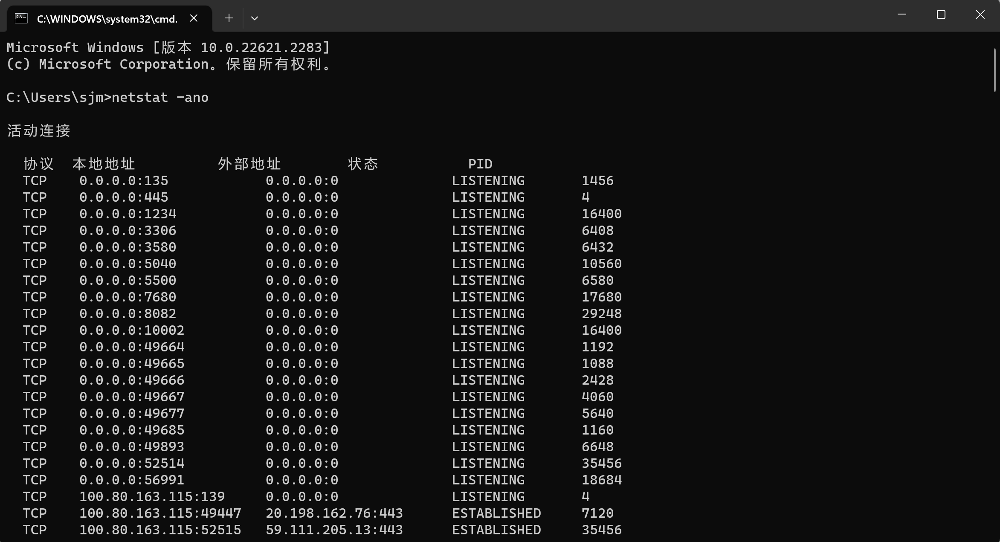 C:\WINDOWS\system32\cmd.
Microsoft Windows [版本 10.0.22621.2283]
(c) Microsoft Corporation。保留所有权利。
C:\Users\sjm>netstat -ano
活动连接
协议 本地地址 外部地址 状态 PID
TCP 0.0.0.0:135 0.0.0.0:0 LISTENING 1456
TCP 0.0.0.0:445 0.0.0.0:0 LISTENING 4
TCP 0.0.0.0:1234 0.0.0.0:0 LISTENING 16400
TCP 0.0.0.0:3306 0.0.0.0:0 LISTENING 6408
TCP 0.0.0.0:3580 0.0.0.0:0 LISTENING 6432
TCP 0.0.0.0:5040 0.0.0.0:0 LISTENING 10560
TCP 0.0.0.0:5500 0.0.0.0:0 LISTENING 6580
TCP 0.0.0.0:7680 0.0.0.0:0 LISTENING 17680
TCP 0.0.0.0:8082 0.0.0.0:0 LISTENING 29248
TCP 0.0.0.0:10002 0.0.0.0:0 LISTENING 16400
TCP 0.0.0.0:49664 0.0.0.0:0 LISTENING 1192
TCP 0.0.0.0:49665 0.0.0.0:0 LISTENING 1088
TCP 0.0.0.0:49666 0.0.0.0:0 LISTENING 2428
TCP 0.0.0.0:49667 0.0.0.0:0 LISTENING 4060
TCP 0.0.0.0:49677 0.0.0.0:0 LISTENING 5640
TCP 0.0.0.0:49685 0.0.0.0:0 LISTENING 1160
TCP 0.0.0.0:49893 0.0.0.0:0 LISTENING 6648
TCP 0.0.0.0:52514 0.0.0.0:0 LISTENING 35456
TCP 0.0.0.0:56991 0.0.0.0:0 LISTENING 18684
TCP 100.80.163.115:139 0.0.0.0:0 LISTENING 4
TCP 100.80.163.115:49447 20.198.162.76:443 ESTABLISHED 7120
TCP 100.80.163.115:52515 59.111.205.13:443 ESTABLISHED 35456